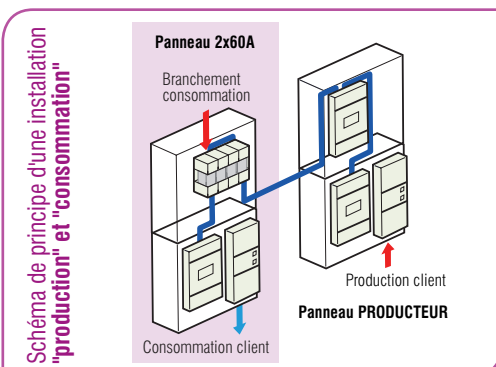 Schéma de principe d'une installation
"production" et "consommation"
Panneau 2x60A
Branchement
consommation
Consommation client
Production client
Panneau PRODUCTEUR